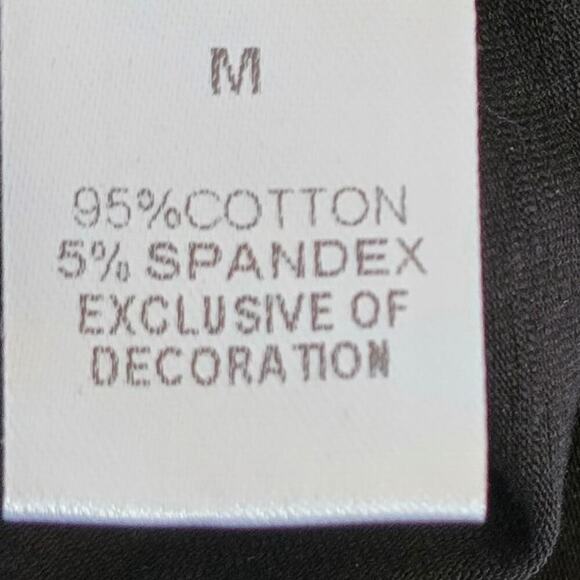 M
95%COTTON
5% SPANDEX
EXCLUSIVE OF
DECORATION